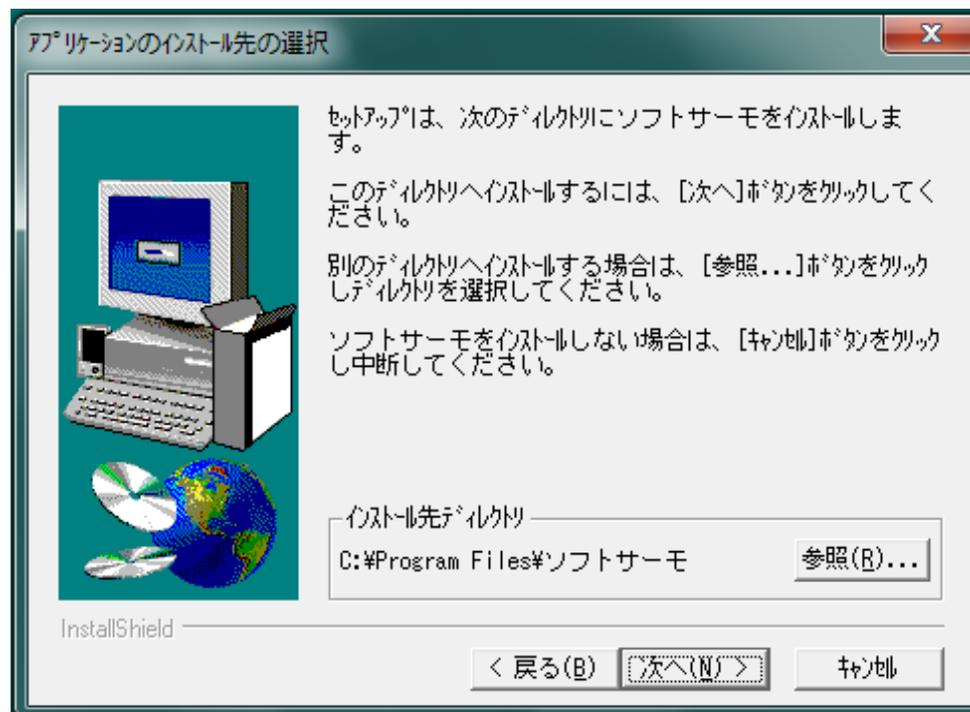 ｱﾌﾟﾘｹｰｼｮﾝのｲﾝｽﾄｰﾙ先の選択
ｾｯﾄｱｯﾌﾟは、次のﾃﾞｨﾚｸﾄﾘにソフトサーモをｲﾝｽﾄｰﾙしま
す。
このﾃﾞｨﾚｸﾄﾘへｲﾝｽﾄｰﾙするには、[次へ]ﾎﾞﾀﾝをｸﾘｯｸしてく
ださい。
別のﾃﾞｨﾚｸﾄﾘへｲﾝｽﾄｰﾙする場合は、[参照...]ﾎﾞﾀﾝをｸﾘｯｸ
しﾃﾞｨﾚｸﾄﾘを選択してください。
ソフトサーモをｲﾝｽﾄｰﾙしない場合は、[ｷｬﾝｾﾙ]ﾎﾞﾀﾝをｸﾘｯｸ
し中断してください。
ｲﾝｽﾄｰﾙ先ﾃﾞｨﾚｸﾄﾘ
C:¥Program Files¥ソフトサーモ
参照(R)...
InstallShield
< 戻る(B)
次へ(N) >
ｷｬﾝｾﾙ